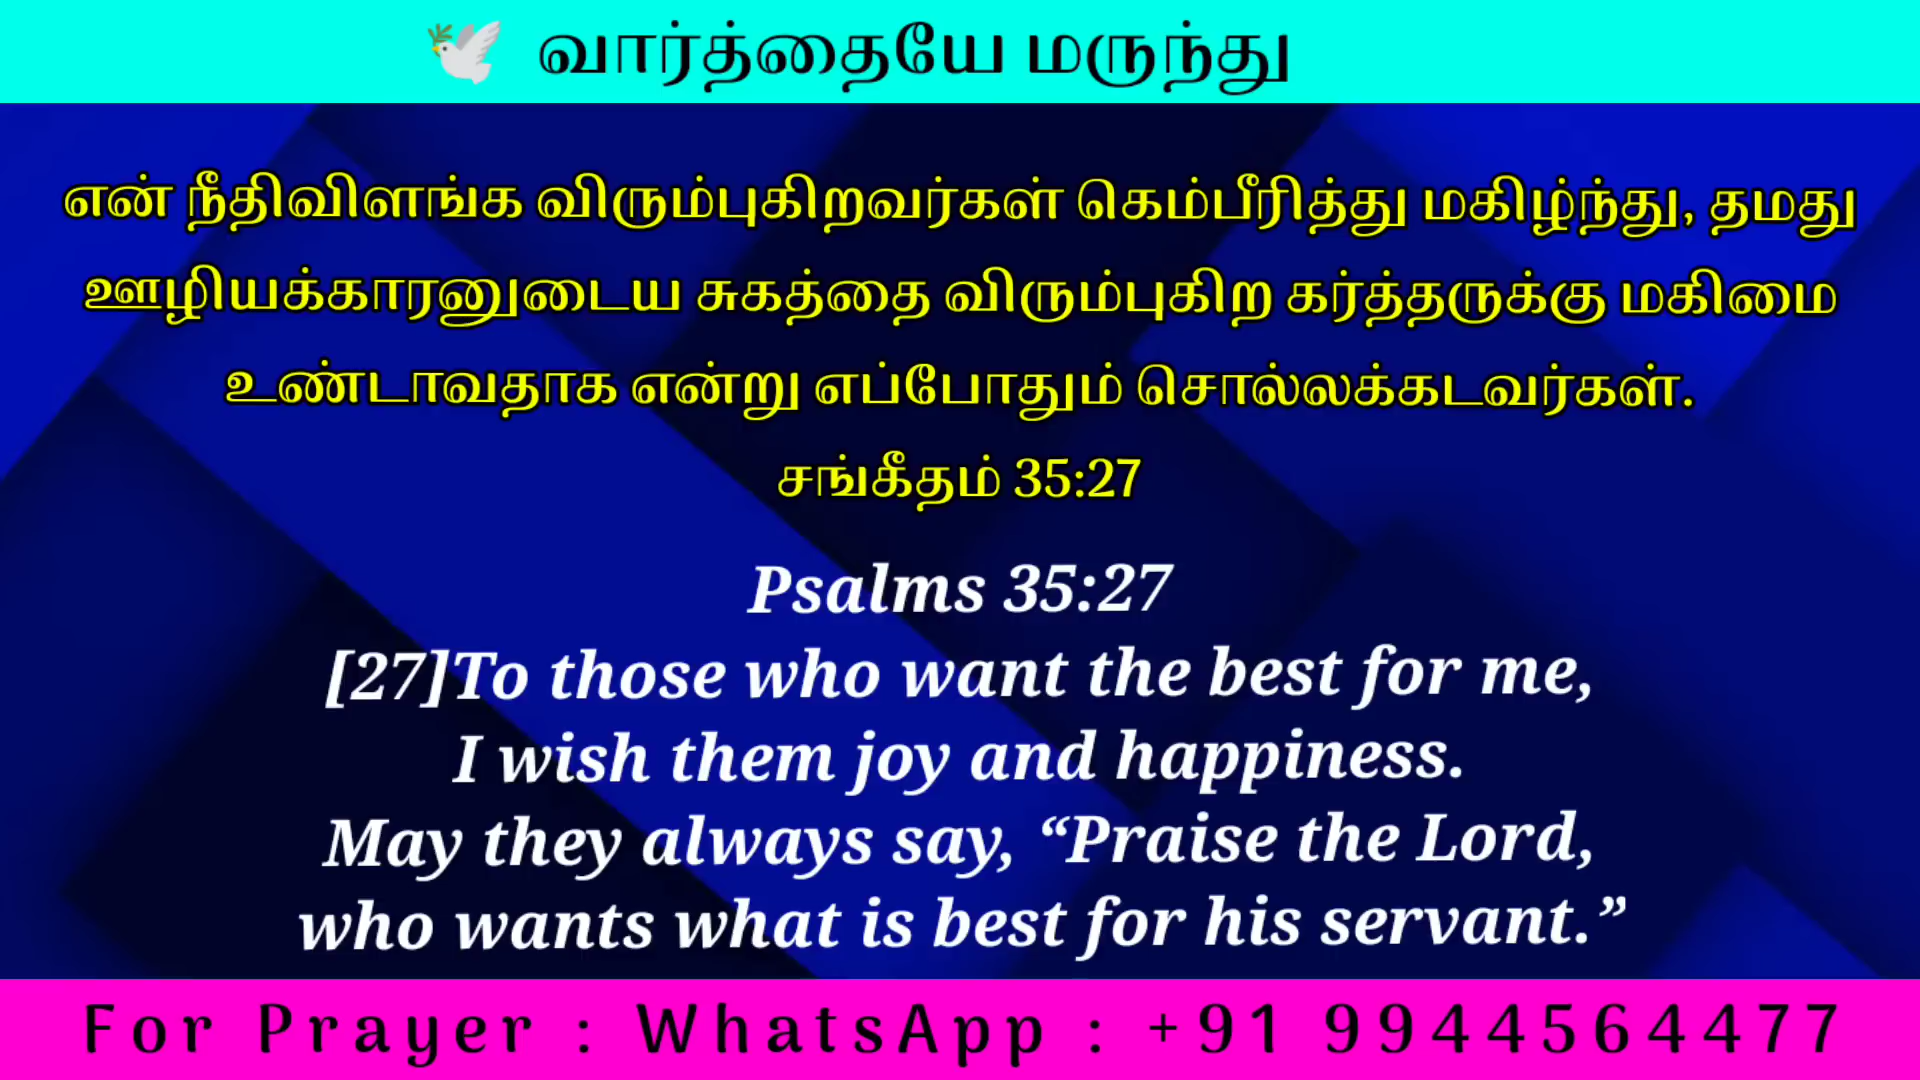 🕊️ வார்த்தையே மருந்து
என் நீதிவிளங்க விரும்புகிறவர்கள் கெம்பீரித்து மகிழ்ந்து, தமது
ஊழியக்காரனுடைய சுகத்தை விரும்புகிற கர்த்தருக்கு மகிமை
உண்டாவதாக என்று எப்போதும் சொல்லக்கடவர்கள்.
சங்கீதம் 35:27
Psalms 35:27
[27]To those who want the best for me,
I wish them joy and happiness.
May they always say, “Praise the Lord,
who wants what is best for his servant.”
For Prayer : WhatsApp : +91 9944564477